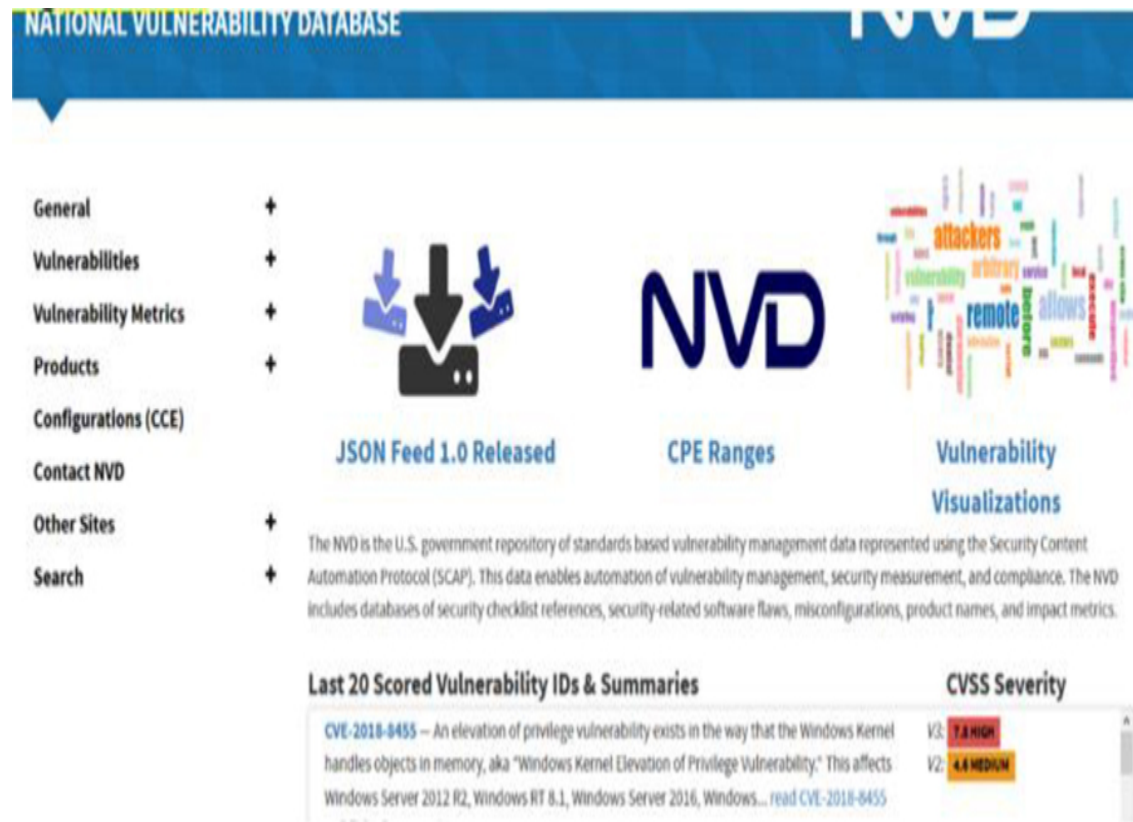 NATIONAL VULNERABILITY DATABASE
NVD
General +
Vulnerabilities +
Vulnerability Metrics +
Products +
Configurations (CCE)
Contact NVD
Other Sites +
Search +
JSON Feed 1.0 Released
NVD
CPE Ranges
attackers
vulnerability
arbitrary
service
remote
before
allows
execute
local
Vulnerability
Visualizations
The NVD is the U.S. government repository of standards based vulnerability management data represented using the Security Content
Automation Protocol (SCAP). This data enables automation of vulnerability management, security measurement, and compliance. The NVD
includes databases of security checklist references, security-related software flaws, misconfigurations, product names, and impact metrics.
Last 20 Scored Vulnerability IDs & Summaries
CVSS Severity
CVE-2018-8455 — An elevation of privilege vulnerability exists in the way that the Windows Kernel
handles objects in memory, aka "Windows Kernel Elevation of Privilege Vulnerability." This affects
Windows Server 2012 R2, Windows RT 8.1, Windows Server 2016, Windows... read CVE-2018-8455
V3: 7.8 HIGH
V2: 4.6 MEDIUM